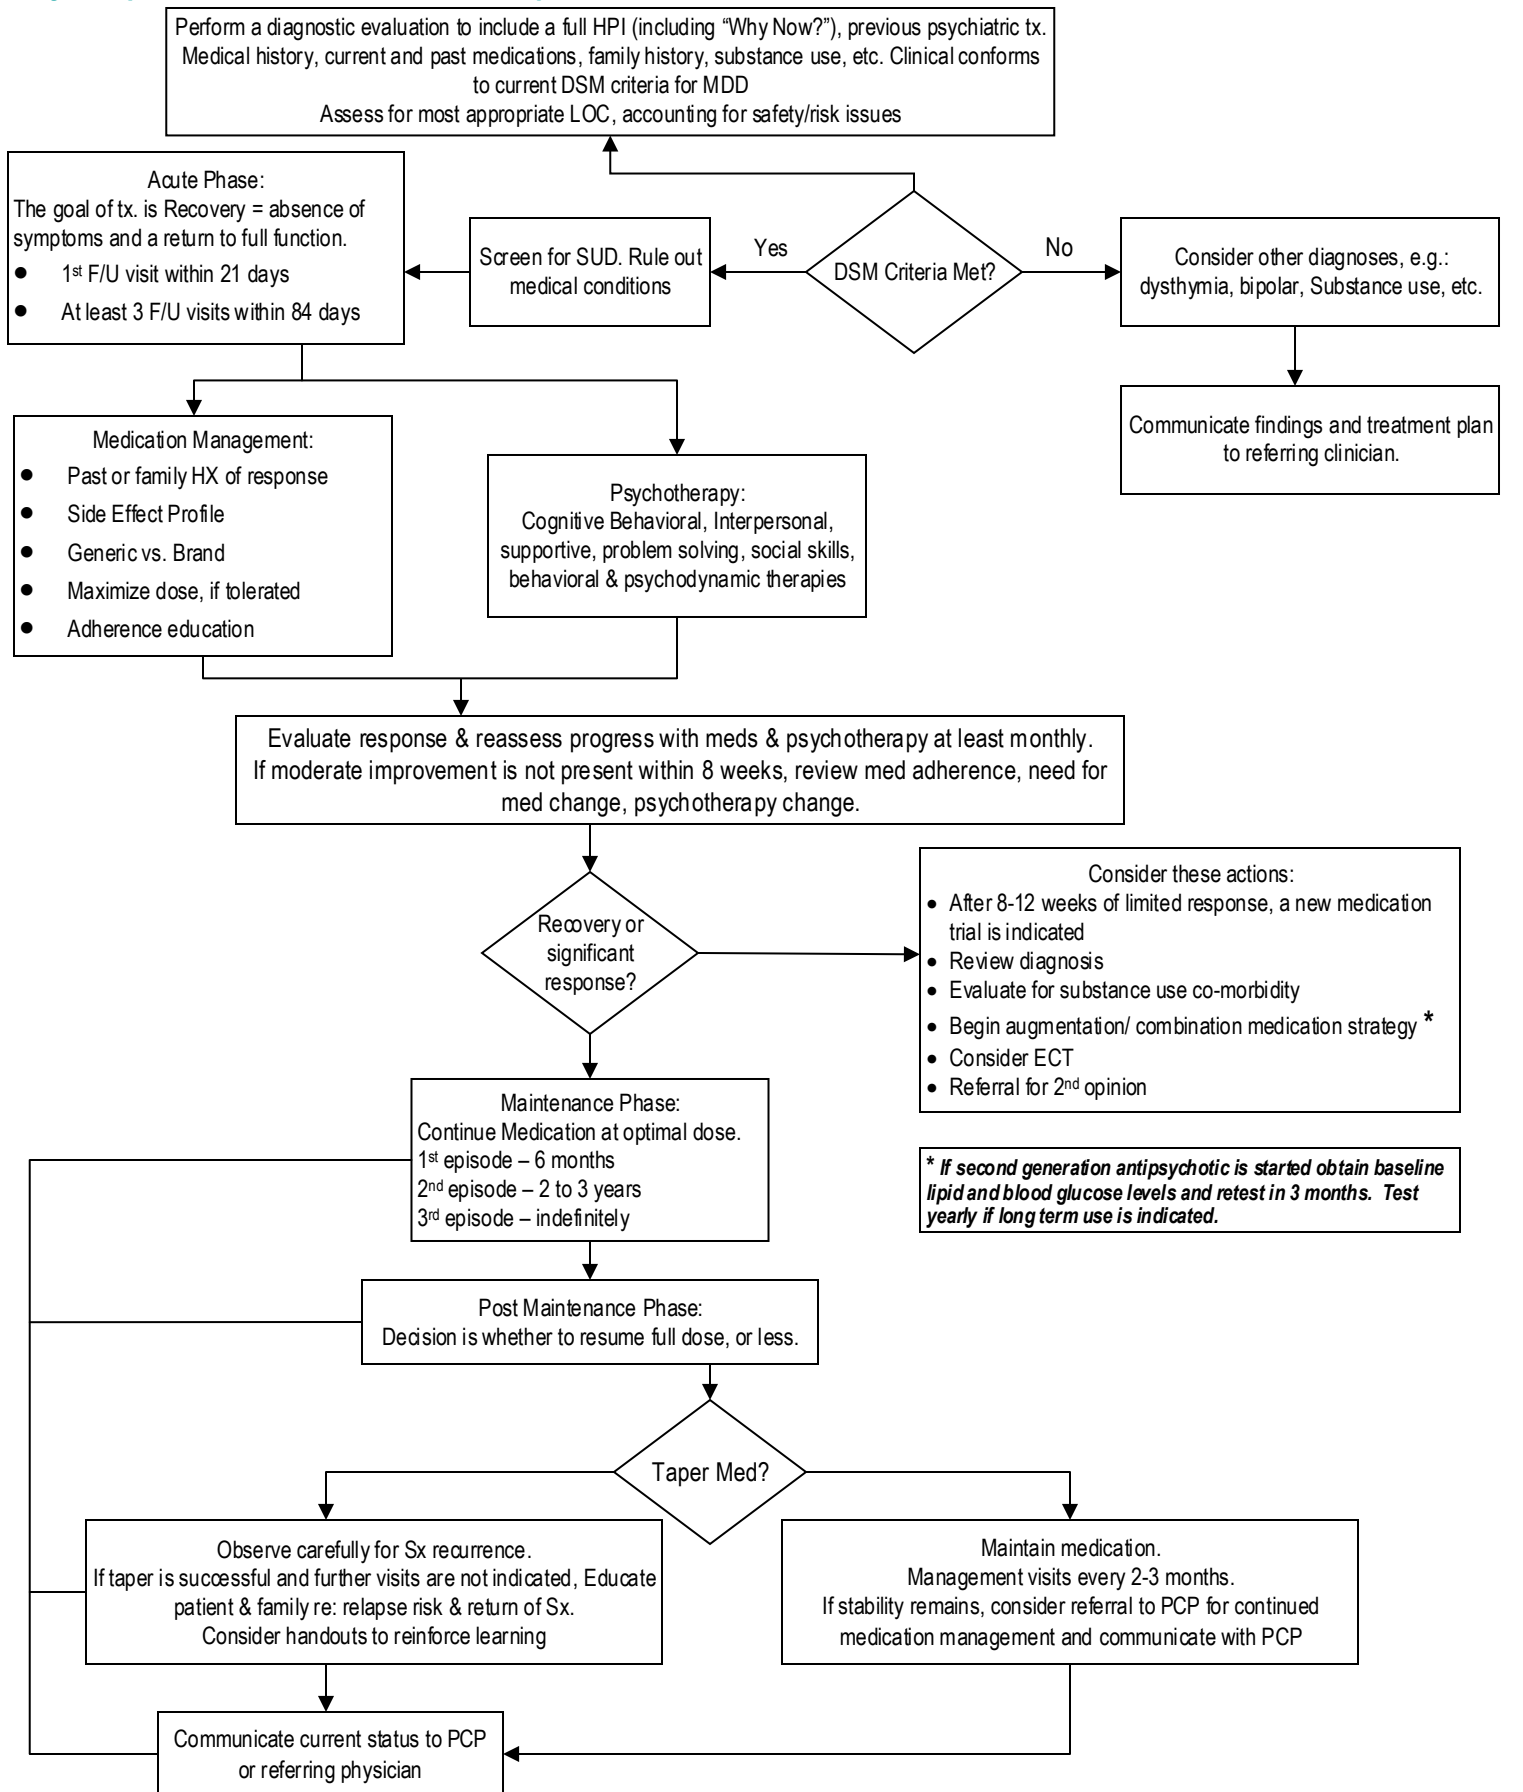 Perform a diagnostic evaluation to include a full HPI (including “Why Now?”), previous psychiatric tx.
Medical history, current and past medications, family history, substance use, etc. Clinical conforms
to current DSM criteria for MDD
Assess for most appropriate LOC, accounting for safety/risk issues
Acute Phase:
The goal of tx. is Recovery = absence of
symptoms and a return to full function.
● 1st F/U visit within 21 days
● At least 3 F/U visits within 84 days
Screen for SUD. Rule out
medical conditions
Yes
DSM Criteria Met?
No
Consider other diagnoses, e.g.:
dysthymia, bipolar, Substance use, etc.
Communicate findings and treatment plan
to referring clinician.
Medication Management:
● Past or family HX of response
● Side Effect Profile
● Generic vs. Brand
● Maximize dose, if tolerated
● Adherence education
Psychotherapy:
Cognitive Behavioral, Interpersonal,
supportive, problem solving, social skills,
behavioral & psychodynamic therapies
Evaluate response & reassess progress with meds & psychotherapy at least monthly.
If moderate improvement is not present within 8 weeks, review med adherence, need for
med change, psychotherapy change.
Recovery or
significant
response?
Consider these actions:
● After 8-12 weeks of limited response, a new medication
trial is indicated
● Review diagnosis
● Evaluate for substance use co-morbidity
● Begin augmentation/ combination medication strategy *
● Consider ECT
● Referral for 2nd opinion
Maintenance Phase:
Continue Medication at optimal dose.
1st episode – 6 months
2nd episode – 2 to 3 years
3rd episode – indefinitely
* If second generation antipsychotic is started obtain baseline
lipid and blood glucose levels and retest in 3 months. Test
yearly if long term use is indicated.
Post Maintenance Phase:
Decision is whether to resume full dose, or less.
Taper Med?
Observe carefully for Sx recurrence.
If taper is successful and further visits are not indicated, Educate
patient & family re: relapse risk & return of Sx.
Consider handouts to reinforce learning
Maintain medication.
Management visits every 2-3 months.
If stability remains, consider referral to PCP for continued
medication management and communicate with PCP
Communicate current status to PCP
or referring physician